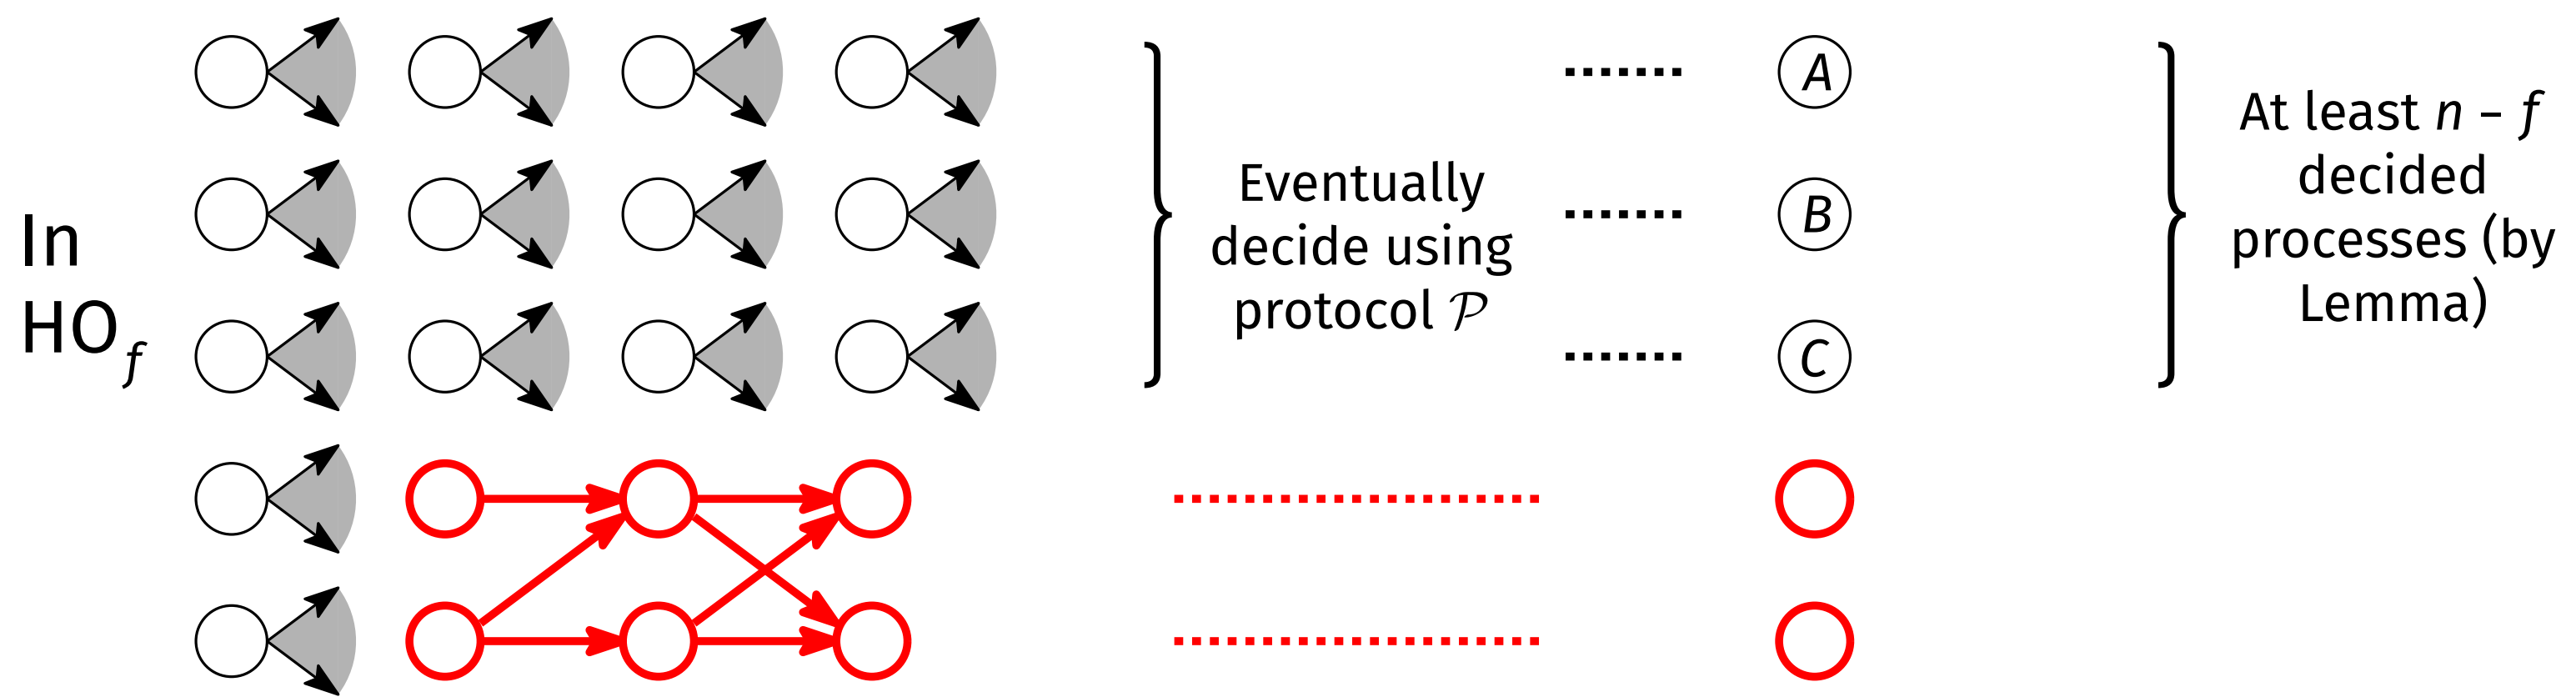 In
HO_f
Eventually
decide using
protocol 𝒫
A
B
C
At least n – f
decided
processes (by
Lemma)